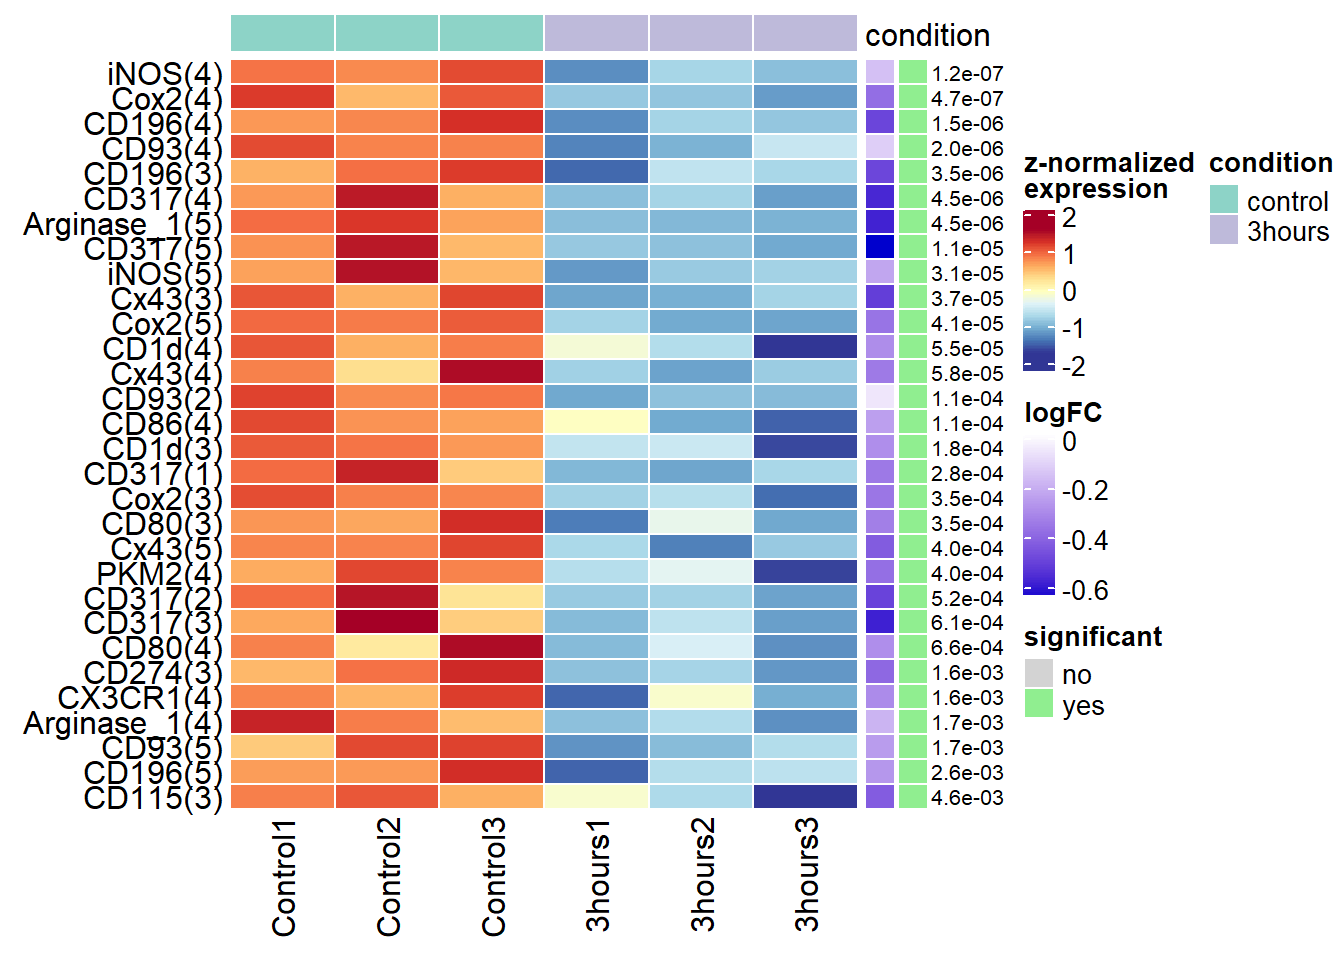 condition
iNOS(4) 1.2e-07
Cox2(4) 4.7e-07
CD196(4) 1.5e-06
CD93(4) 2.0e-06
CD196(3) 3.5e-06
CD317(4) 4.5e-06
Arginase_1(5) 4.5e-06
CD317(5) 1.1e-05
iNOS(5) 3.1e-05
Cx43(3) 3.7e-05
Cox2(5) 4.1e-05
CD1d(4) 5.5e-05
Cx43(4) 5.8e-05
CD93(2) 1.1e-04
CD86(4) 1.1e-04
CD1d(3) 1.8e-04
CD317(1) 2.8e-04
Cox2(3) 3.5e-04
CD80(3) 3.5e-04
Cx43(5) 4.0e-04
PKM2(4) 4.0e-04
CD317(2) 5.2e-04
CD317(3) 6.1e-04
CD80(4) 6.6e-04
CD274(3) 1.6e-03
CX3CR1(4) 1.6e-03
Arginase_1(4) 1.7e-03
CD93(5) 1.7e-03
CD196(5) 2.6e-03
CD115(3) 4.6e-03
Control1
Control2
Control3
3hours1
3hours2
3hours3
z-normalized
expression
2
1
0
-1
-2
logFC
0
-0.2
-0.4
-0.6
significant
no
yes
condition
control
3hours